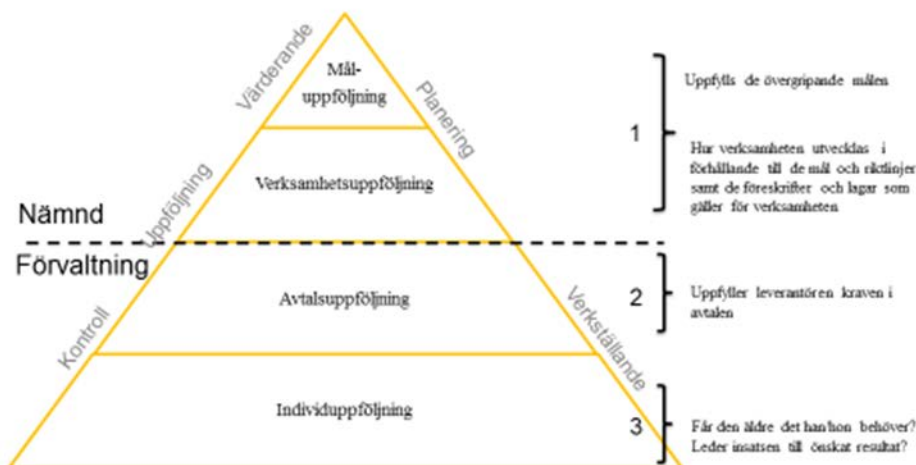 Värderande
Mål-
uppföljning
Planering
Uppföljning
Verksamhetsuppföljning
Nämnd
Förvaltning
Avtalsuppföljning
Kontroll
Verkställande
Individuppföljning
1
Uppfylls de övergripande målen
Hur verksamheten utvecklas i
förhållande till de mål och riktlinjer
samt de föreskrifter och lagar som
gäller för verksamheten
2
Uppfyller leverantören kraven i
avtalen
3
Får den äldre det han/hon behöver?
Leder insatsen till önskat resultat?